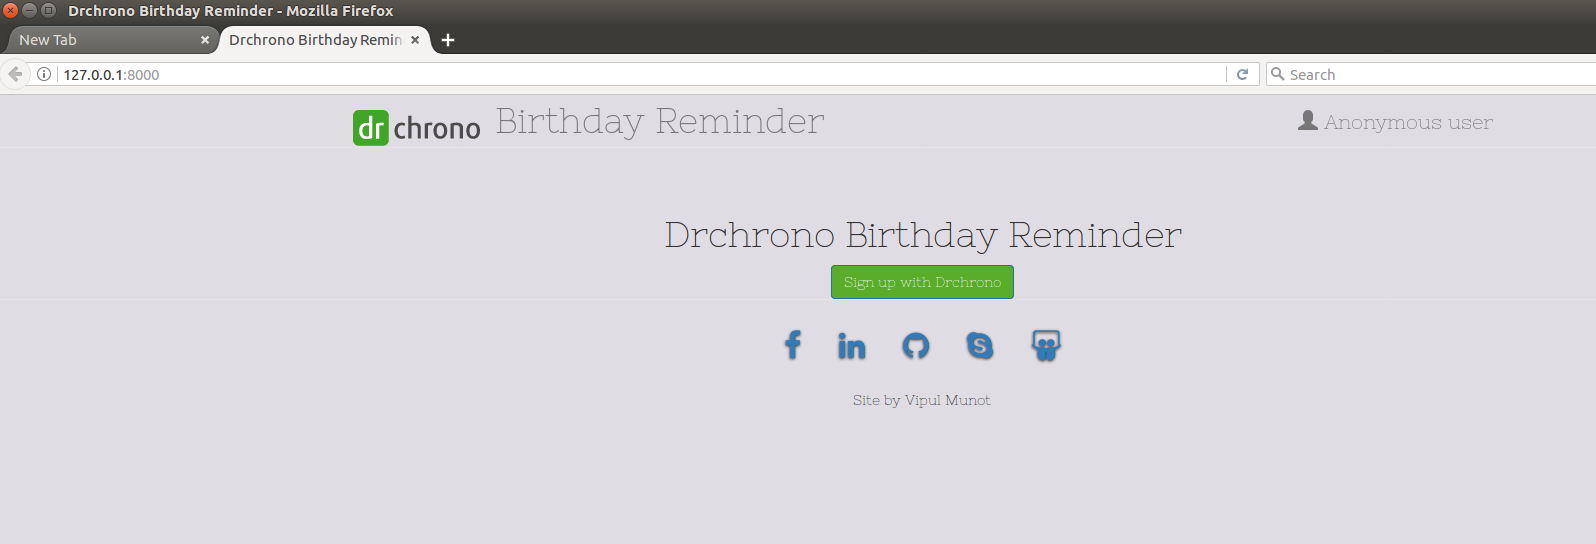 Drchrono Birthday Reminder - Mozilla Firefox
New Tab
Drchrono Birthday Remin
127.0.0.1:8000
Search
dr chrono Birthday Reminder
Anonymous user
Drchrono Birthday Reminder
Sign up with Drchrono
f in S
Site by Vipul Munot